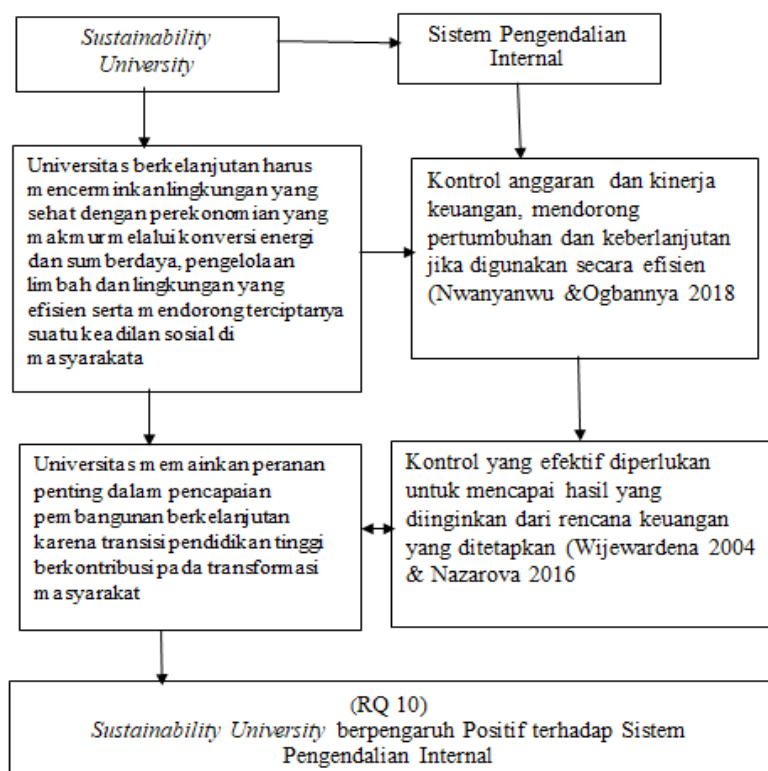 Sustainability
University
Sistem Pengendalian
Internal
Universitas berkelanjutan harus
mencerminkan lingkungan yang
sehat dengan perekonomian yang
makmur melalui konversi energi
dan sumberdaya, pengelolaan
limbah dan lingkungan yang
efisien serta mendorong terciptanya
suatu keadilan sosial di
masyarakata
Kontrol anggaran dan kinerja
keuangan, mendorong
pertumbuhan dan keberlanjutan
jika digunakan secara efisien
(Nwanyanwu &Ogbannya 2018
Universitas memainkan peranan
penting dalam pencapaian
pembangunan berkelanjutan
karena transisi pendidikan tinggi
berkontribusi pada transformasi
masyarakat
Kontrol yang efektif diperlukan
untuk mencapai hasil yang
diinginkan dari rencana keuangan
yang ditetapkan (Wijewardena 2004
& Nazarova 2016
(RQ 10)
Sustainability University berpengaruh Positif terhadap Sistem
Pengendalian Internal